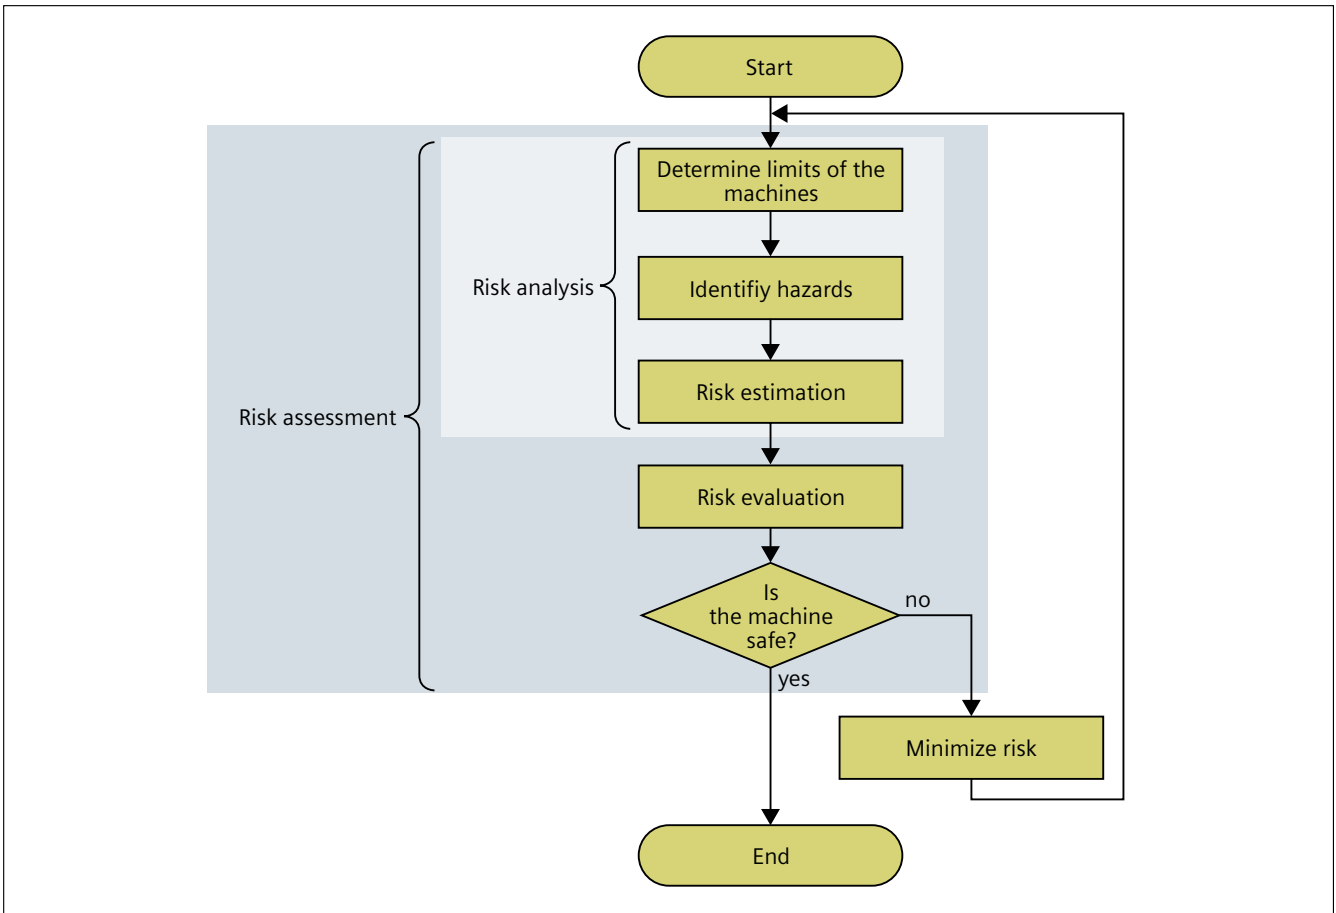 Start
Determine limits of the
machines
Risk analysis
Identifiy hazards
Risk estimation
Risk assessment
Risk evaluation
Is
the machine
safe?
no
yes
Minimize risk
End